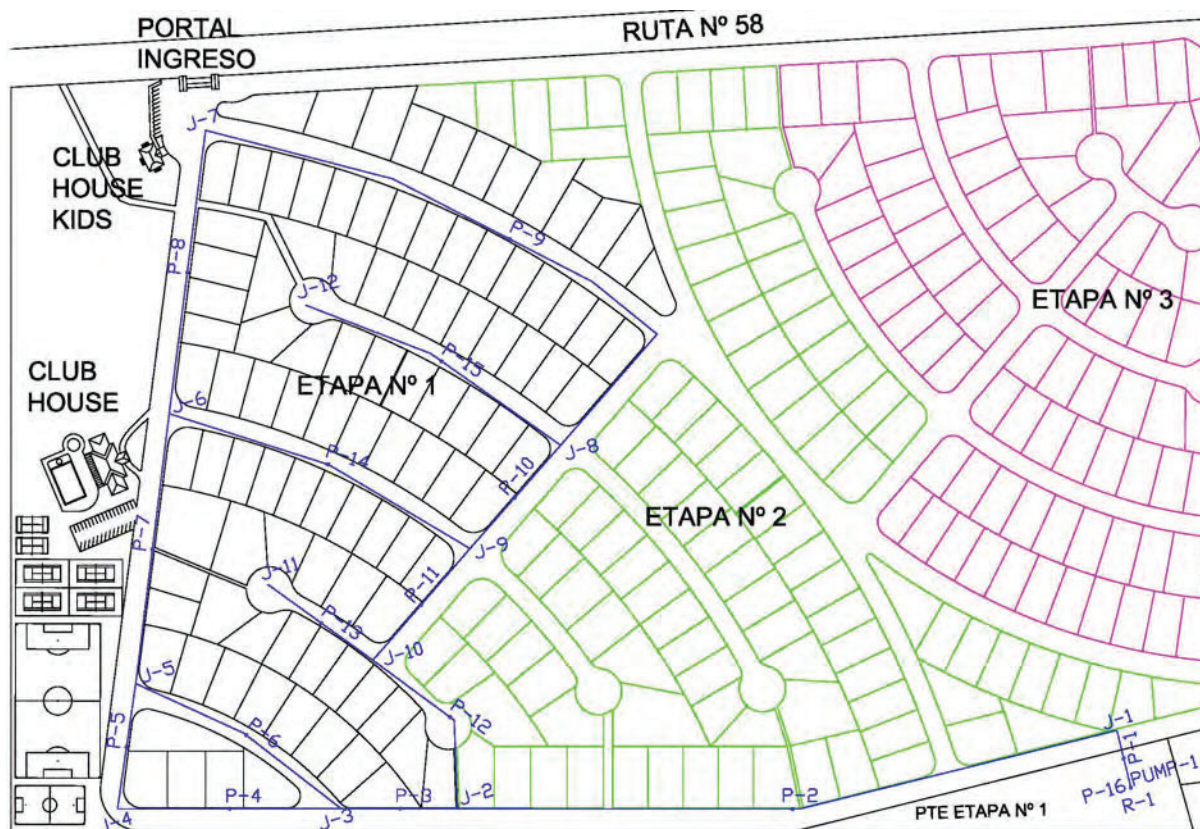 PORTAL
INGRESO
RUTA Nº 58
J-7
CLUB
HOUSE
KIDS
P-9
P-8
J-12
ETAPA Nº 3
P-15
CLUB
HOUSE
ETAPA Nº 1
J-6
J-8
P-14
P-10
ETAPA Nº 2
P-7
J-9
J-11
P-11
P-13
J-10
J-5
P-12
P-5
P-6
J-1
P-1
P-4
P-3
J-2
P-2
P-16
PUMP-1
R-1
J-4
J-3
PTE ETAPA Nº 1